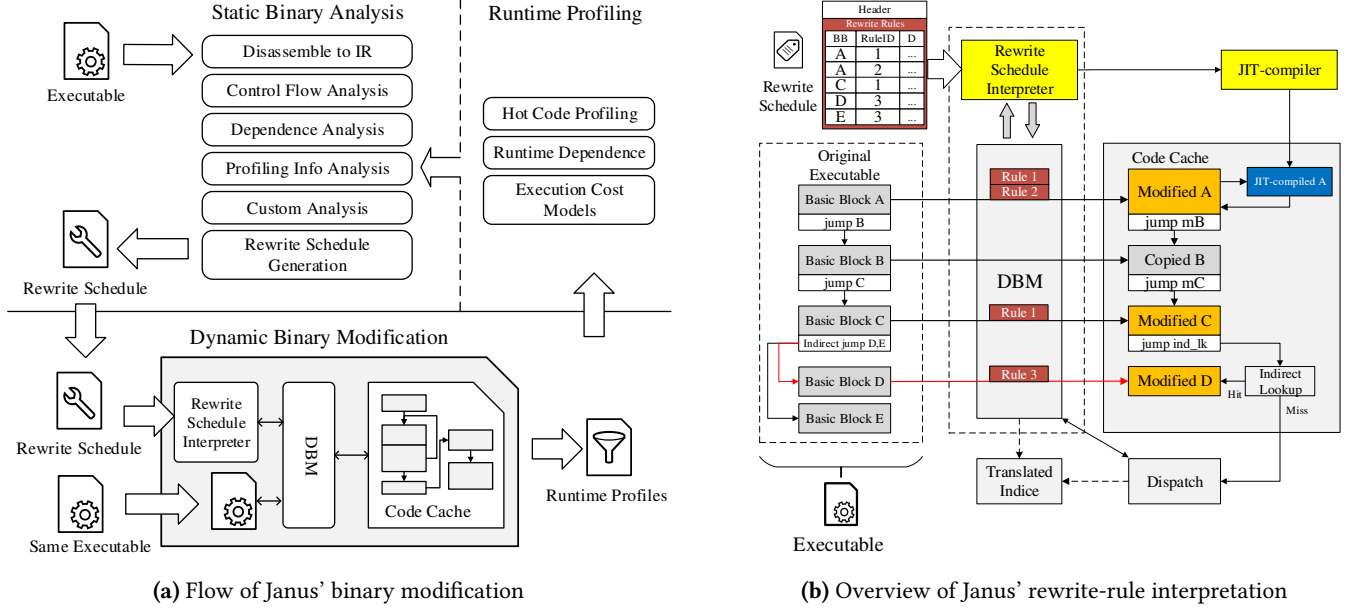 Static Binary Analysis
Runtime Profiling
Executable
Disassemble to IR
Control Flow Analysis
Dependence Analysis
Profiling Info Analysis
Custom Analysis
Rewrite Schedule
Generation
Hot Code Profiling
Runtime Dependence
Execution Cost
Models
Rewrite Schedule
Dynamic Binary Modification
Rewrite Schedule
Rewrite
Schedule
Interpreter
DBM
Code Cache
Same Executable
Runtime Profiles
(a) Flow of Janus' binary modification
Rewrite
Schedule
Header
Rewrite Rules
BB RuleID D
A 1 ...
A 2 ...
C 1 ...
D 3 ...
E 3 ...
Rewrite
Schedule
Interpreter
JIT-compiler
Original
Executable
Basic Block A
jump B
Basic Block B
jump C
Basic Block C
Indirect jump D,E
Basic Block D
Basic Block E
Rule 1
Rule 2
DBM
Rule 1
Rule 3
Code Cache
Modified A
jump mB
JIT-compiled A
Copied B
jump mC
Modified C
jump ind_lk
Modified D
Hit
Indirect
Lookup
Miss
Translated
Indice
Dispatch
Executable
(b) Overview of Janus' rewrite-rule interpretation